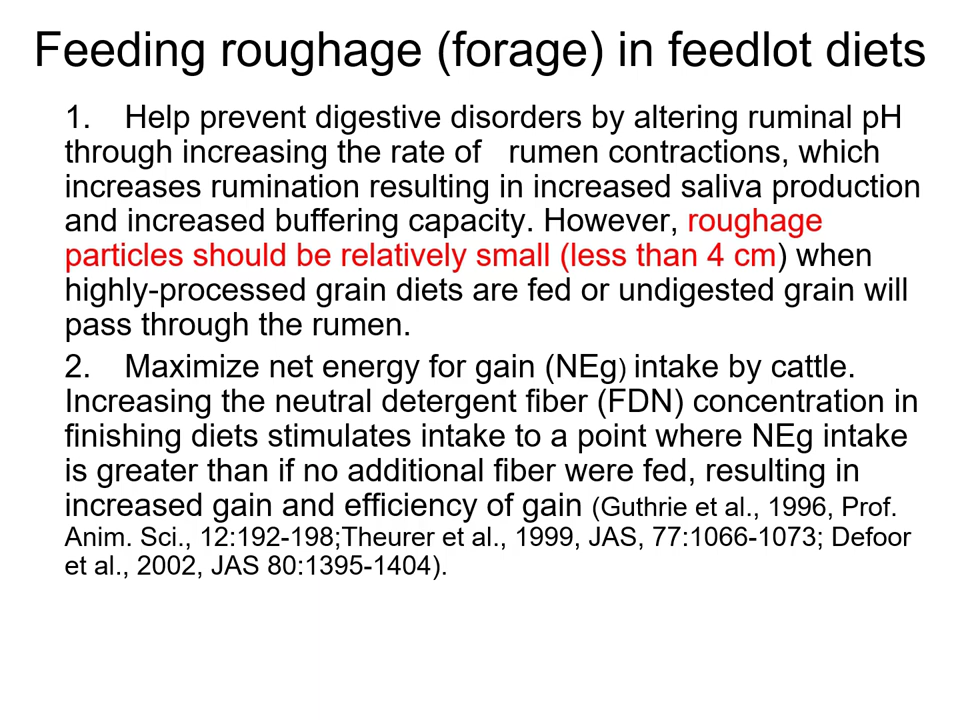 Feeding roughage (forage) in feedlot diets
1. Help prevent digestive disorders by altering ruminal pH
through increasing the rate of rumen contractions, which
increases rumination resulting in increased saliva production
and increased buffering capacity. However, roughage
particles should be relatively small (less than 4 cm) when
highly-processed grain diets are fed or undigested grain will
pass through the rumen.
2. Maximize net energy for gain (NEg) intake by cattle.
Increasing the neutral detergent fiber (FDN) concentration in
finishing diets stimulates intake to a point where NEg intake
is greater than if no additional fiber were fed, resulting in
increased gain and efficiency of gain (Guthrie et al., 1996, Prof.
Anim. Sci., 12:192-198;Theurer et al., 1999, JAS, 77:1066-1073; Defoor
et al., 2002, JAS 80:1395-1404).